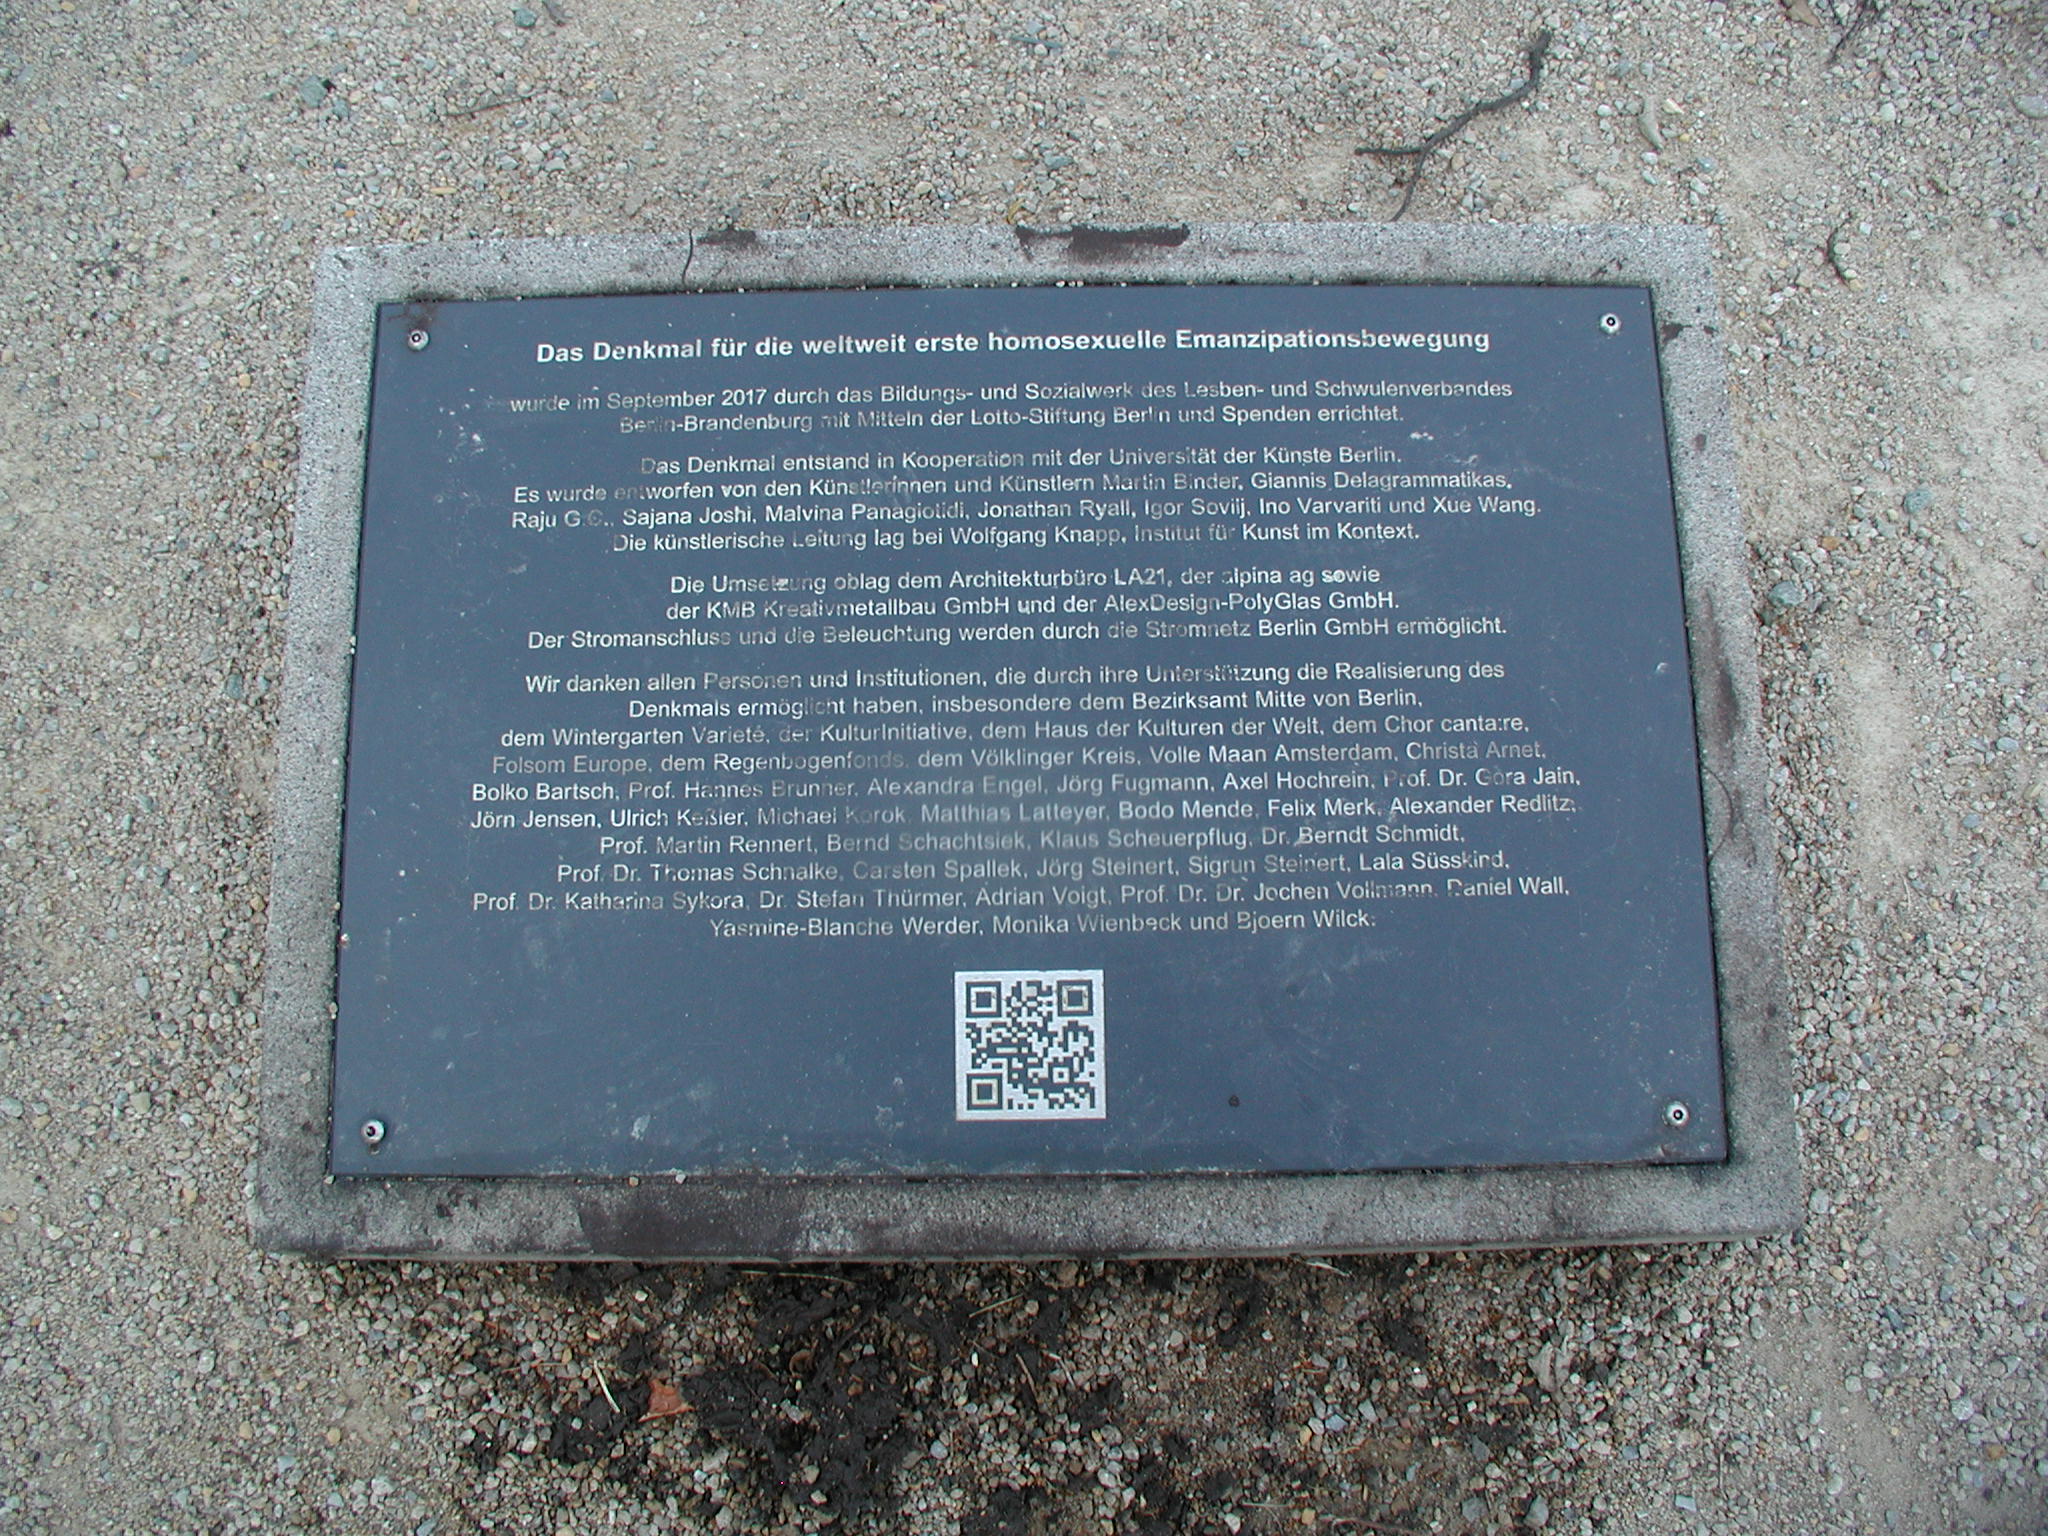 Das Denkmal für die weltweit erste homosexuelle Emanzipationsbewegung
wurde im September 2017 durch das Bildungs- und Sozialwerk des Lesben- und Schwulenverbandes
Berlin-Brandenburg mit Mitteln der Lotto-Stiftung Berlin und Spenden errichtet.
Das Denkmal entstand in Kooperation mit der Universität der Künste Berlin.
Es wurde entworfen von den Künstlerinnen und Künstlern Martin Binder, Giannis Delagrammatikas,
Raju G.C., Sajana Joshi, Malvina Panagiotidi, Jonathan Ryall, Igor Sovilj, Ino Varvariti und Xue Wang.
Die künstlerische Leitung lag bei Wolfgang Knapp, Institut für Kunst im Kontext.
Die Umsetzung oblag dem Architekturbüro LA21, der alpina ag sowie
der KMB Kreativmetallbau GmbH und der AlexDesign-PolyGlas GmbH.
Der Stromanschluss und die Beleuchtung werden durch die Stromnetz Berlin GmbH ermöglicht.
Wir danken allen Personen und Institutionen, die durch ihre Unterstützung die Realisierung des
Denkmals ermöglicht haben, insbesondere dem Bezirksamt Mitte von Berlin,
dem Wintergarten Varieté, der KulturInitiative, dem Haus der Kulturen der Welt, dem Chor canta:re,
Folsom Europe, dem Regenbogenfonds, dem Völklinger Kreis, Volle Maan Amsterdam, Christa Arnet,
Bolko Bartsch, Prof. Hannes Brunner, Alexandra Engel, Jörg Fugmann, Axel Hochrein, Prof. Dr. Gora Jain,
Jörn Jensen, Ulrich Keßler, Michael Korok, Matthias Latteyer, Bodo Mende, Felix Merk, Alexander Redlitz,
Prof. Martin Rennert, Bernd Schachtsiek, Klaus Scheuerpflug, Dr. Berndt Schmidt,
Prof. Dr. Thomas Schnalke, Carsten Spallek, Jörg Steinert, Sigrun Steinert, Lala Süsskind,
Prof. Dr. Katharina Sykora, Dr. Stefan Thürmer, Adrian Voigt, Prof. Dr. Dr. Jochen Vollmann, Daniel Wall,
Yasmine-Blanche Werder, Monika Wienbeck und Bjoern Wilck.